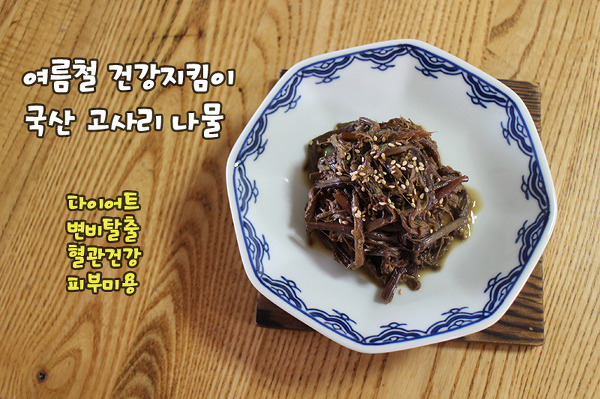 여름철 건강지킴이
국산 고사리 나물
다이어트
변비탈출
혈관건강
피부미용